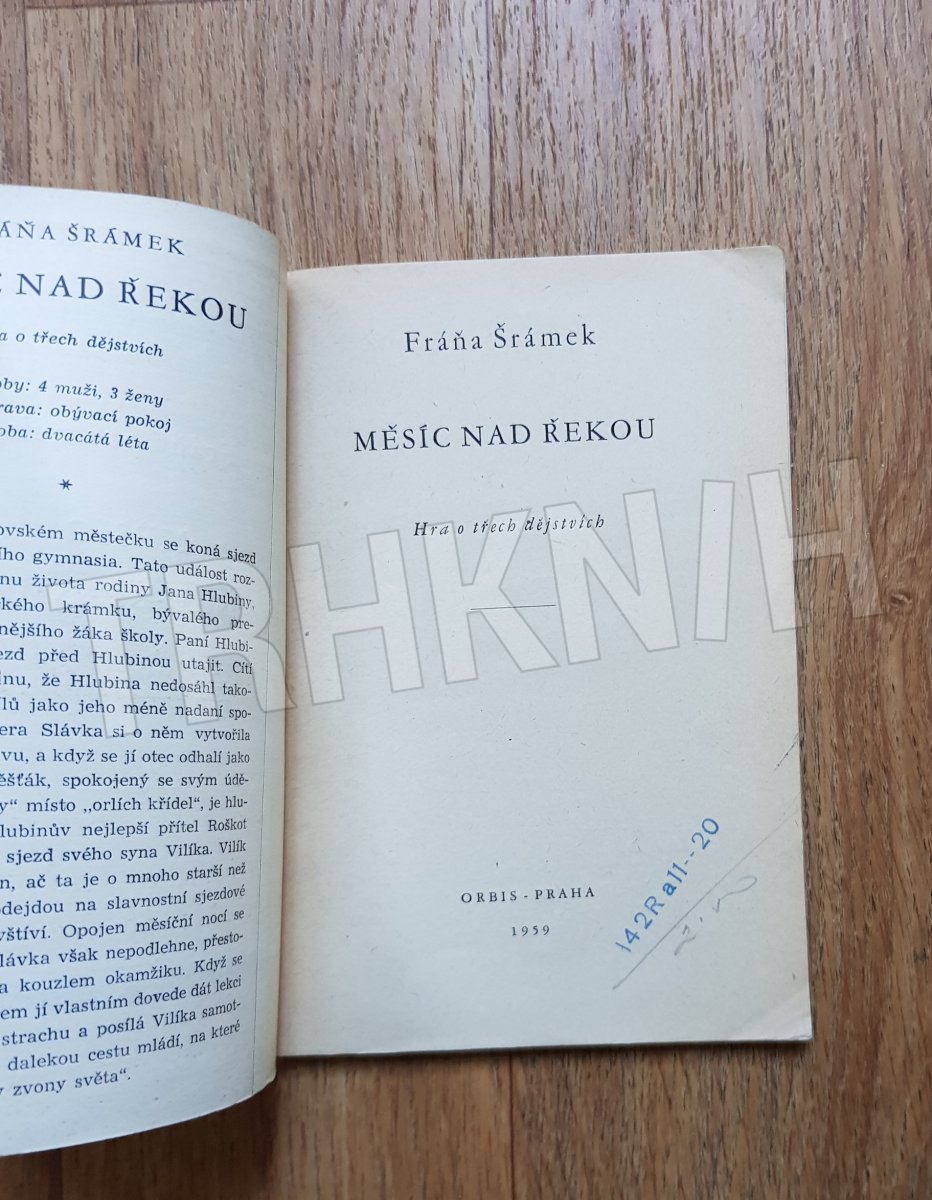 ÁŇA ŠRÁMEK
NAD ŘEKOU
a o třech dějstvích
oby: 4 muži, 3 ženy
rava: obývací pokoj
oba: dvacátá léta
*
ovském městečku se koná sjezd
ího gymnasia. Tato událost roz-
nu života rodiny Jana Hlubiny,
ckého krámku, bývalého pre-
nějšího žáka školy. Paní Hlubi-
ezd před Hlubinou utajit. Cítí
inu, že Hlubina nedosáhl tako-
ílů jako jeho méně nadaní spo-
era Slávka si o něm vytvořila
vu, a když se jí otec odhalí jako
ěšťák, spokojený se svým údě-
y“ místo „orlích křídel“, je hlu-
lubinův nejlepší přítel Roškot
sjezd svého syna Vilíka. Vilík
n, ač ta je o mnoho starší než
odejdou na slavnostní sjezdové
vštíví. Opojen měsíční nocí se
lávka však nepodlehne, přesto-
a kouzlem okamžiku. Když se
em jí vlastním dovede dát lekci
strachu a posílá Vilíka samot-
dalekou cestu mládí, na které
y zvony světa“.
Fráňa Šrámek
MĚSÍC NAD ŘEKOU
Hra o třech dějstvích
ORBIS - PRAHA
1959
142Rall--20
TRHKNIH